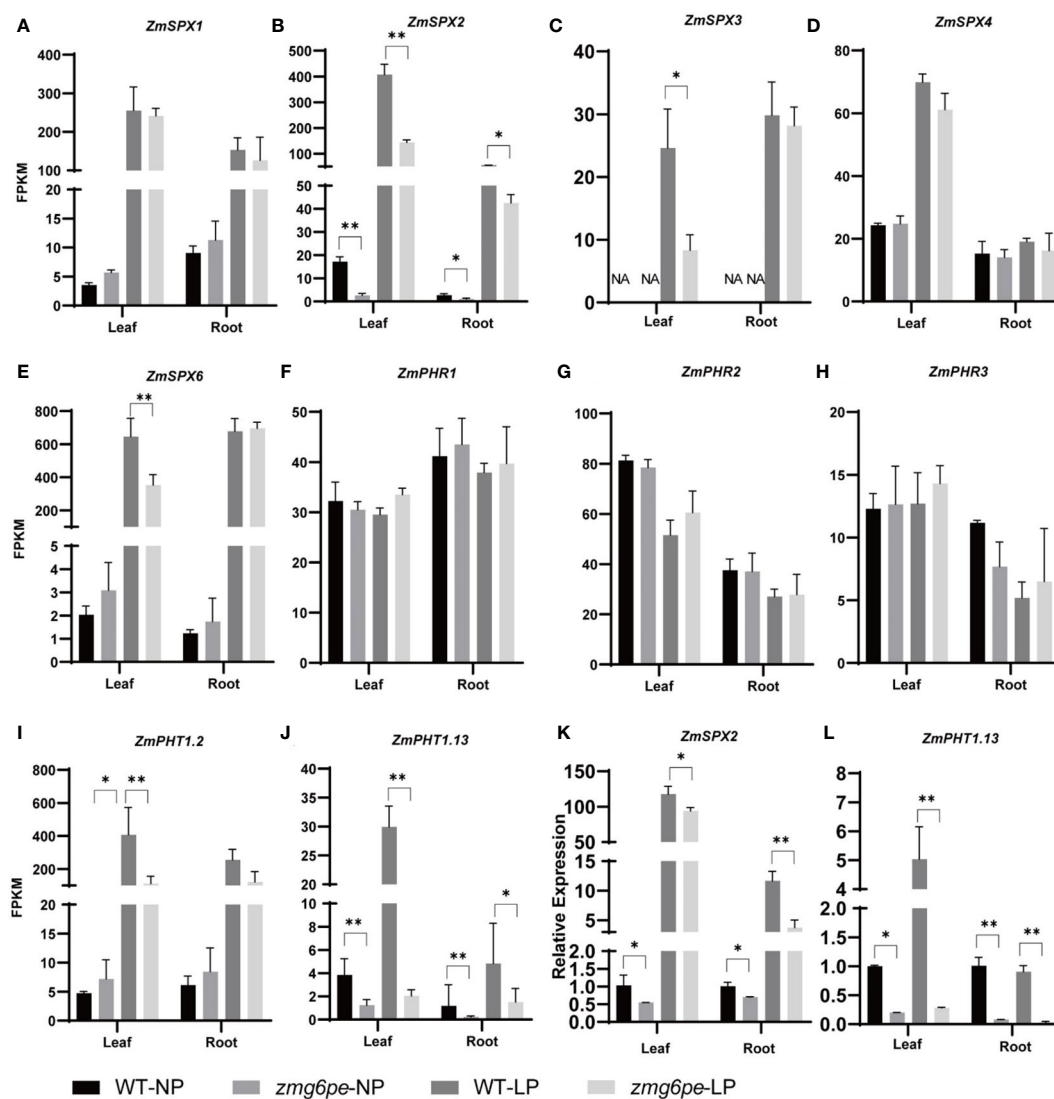 A ZmSPX1 B ZmSPX2 C ZmSPX3 D ZmSPX4
FPKM
400 300 200 100 20 15 10 5 0
** ** * *
500 400 300 200 100 50 40 30 20 10 0
* NA NA NA NA
40 30 20 10 0
80 60 40 20 0
Leaf Root Leaf Root Leaf Root Leaf Root
E ZmSPX6 F ZmPHR1 G ZmPHR2 H ZmPHR3
FPKM
**
800 600 400 200 5 4 3 2 1 0
50 40 30 20 10 0
100 80 60 40 20 0
20 15 10 5 0
Leaf Root Leaf Root Leaf Root Leaf Root
I ZmPHT1.2 J ZmPHT1.13 K ZmSPX2 L ZmPHT1.13
FPKM
* **
800 600 400 200 20 15 10 5 0
** ** ** *
40 35 30 25 20 8 6 4 2 0
Relative Expression
* * * **
150 125 100 75 50 15 10 5 2.0 1.5 1.0 0.5 0.0
* ** ** **
8 7 6 5 4 3 2 1.0 0.5 0.0
Leaf Root Leaf Root Leaf Root Leaf Root
WT-NP zmg6pe-NP WT-LP zmg6pe-LP